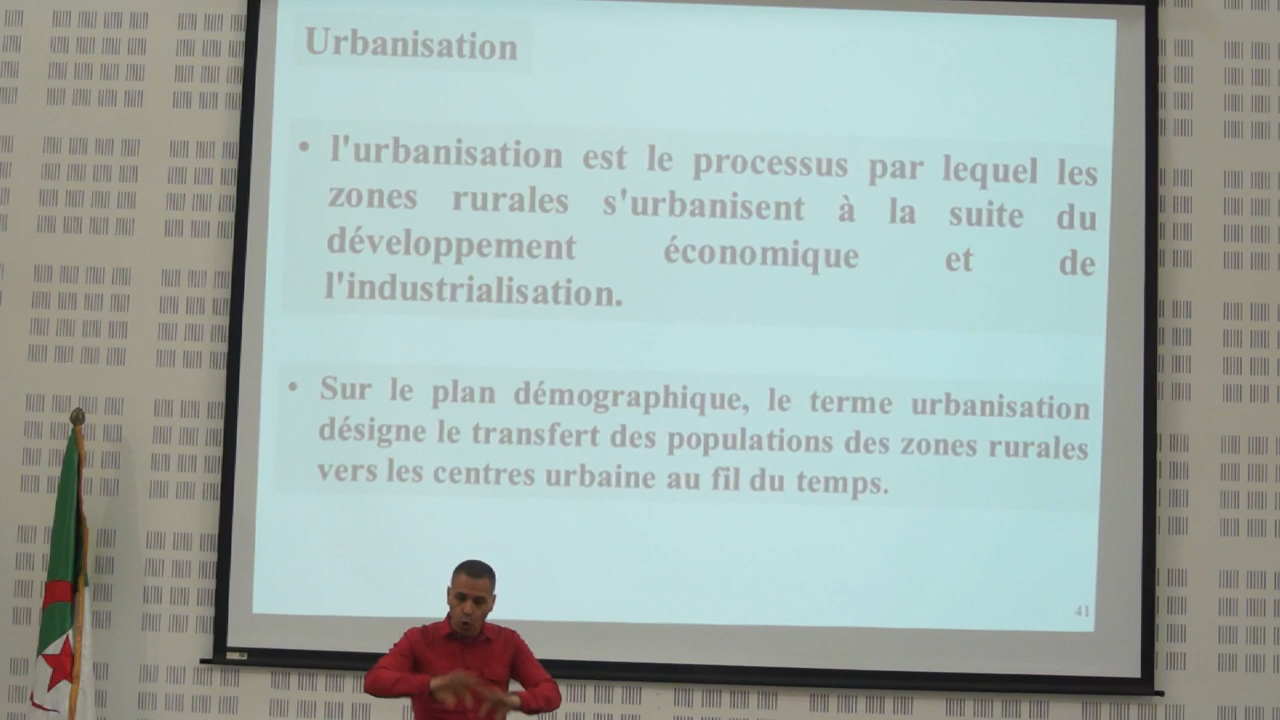 Urbanisation
• l'urbanisation est le processus par lequel les
zones rurales s'urbanisent à la suite du
développement économique et de
l'industrialisation.
• Sur le plan démographique, le terme urbanisation
désigne le transfert des populations des zones rurales
vers les centres urbaine au fil du temps.
41